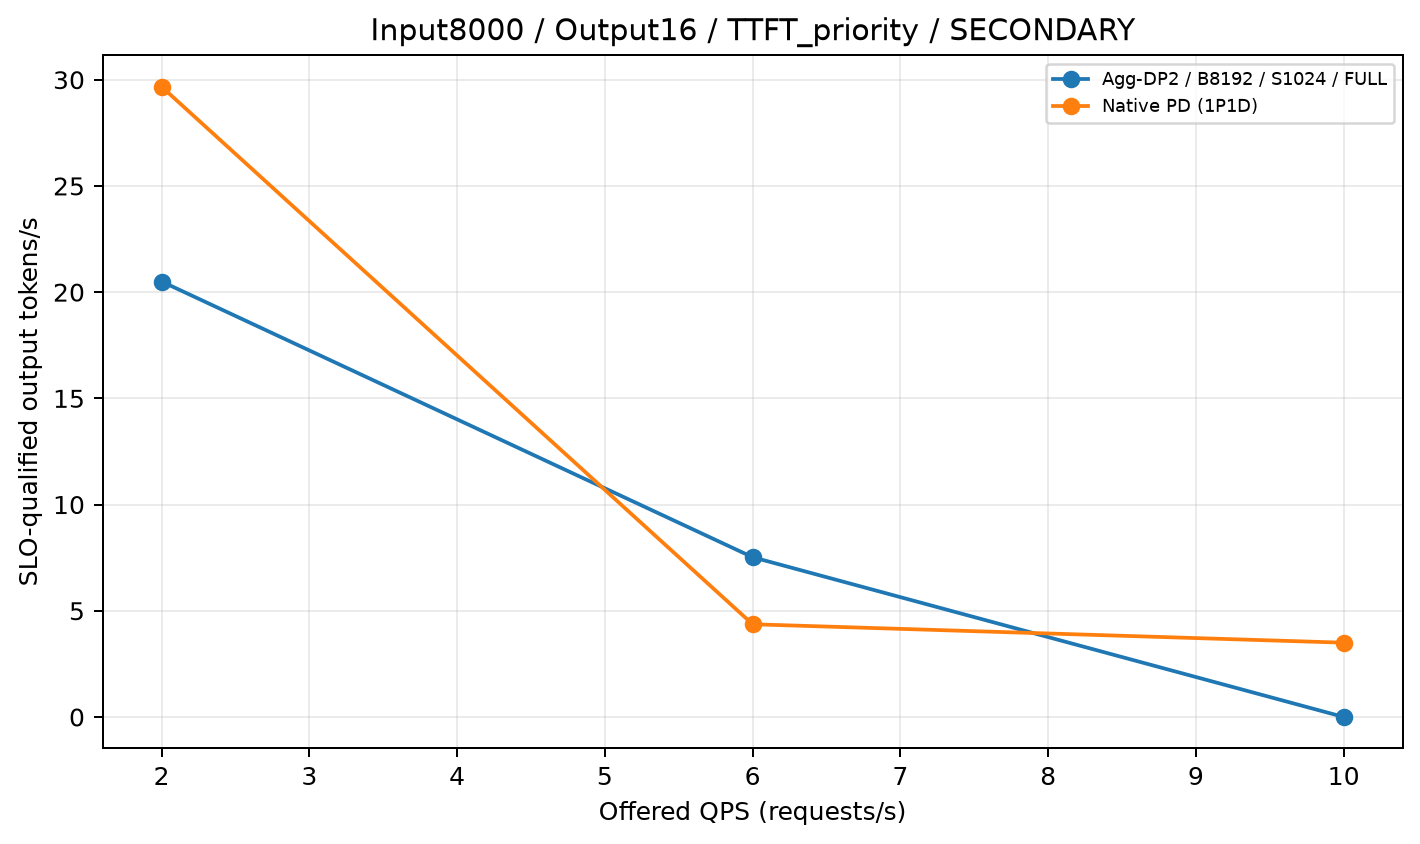 Input8000 / Output16 / TTFT_priority / SECONDARY
Agg-DP2 / B8192 / S1024 / FULL
Native PD (1P1D)
SLO-qualified output tokens/s
30
25
20
15
10
5
0
2 3 4 5 6 7 8 9 10
Offered QPS (requests/s)